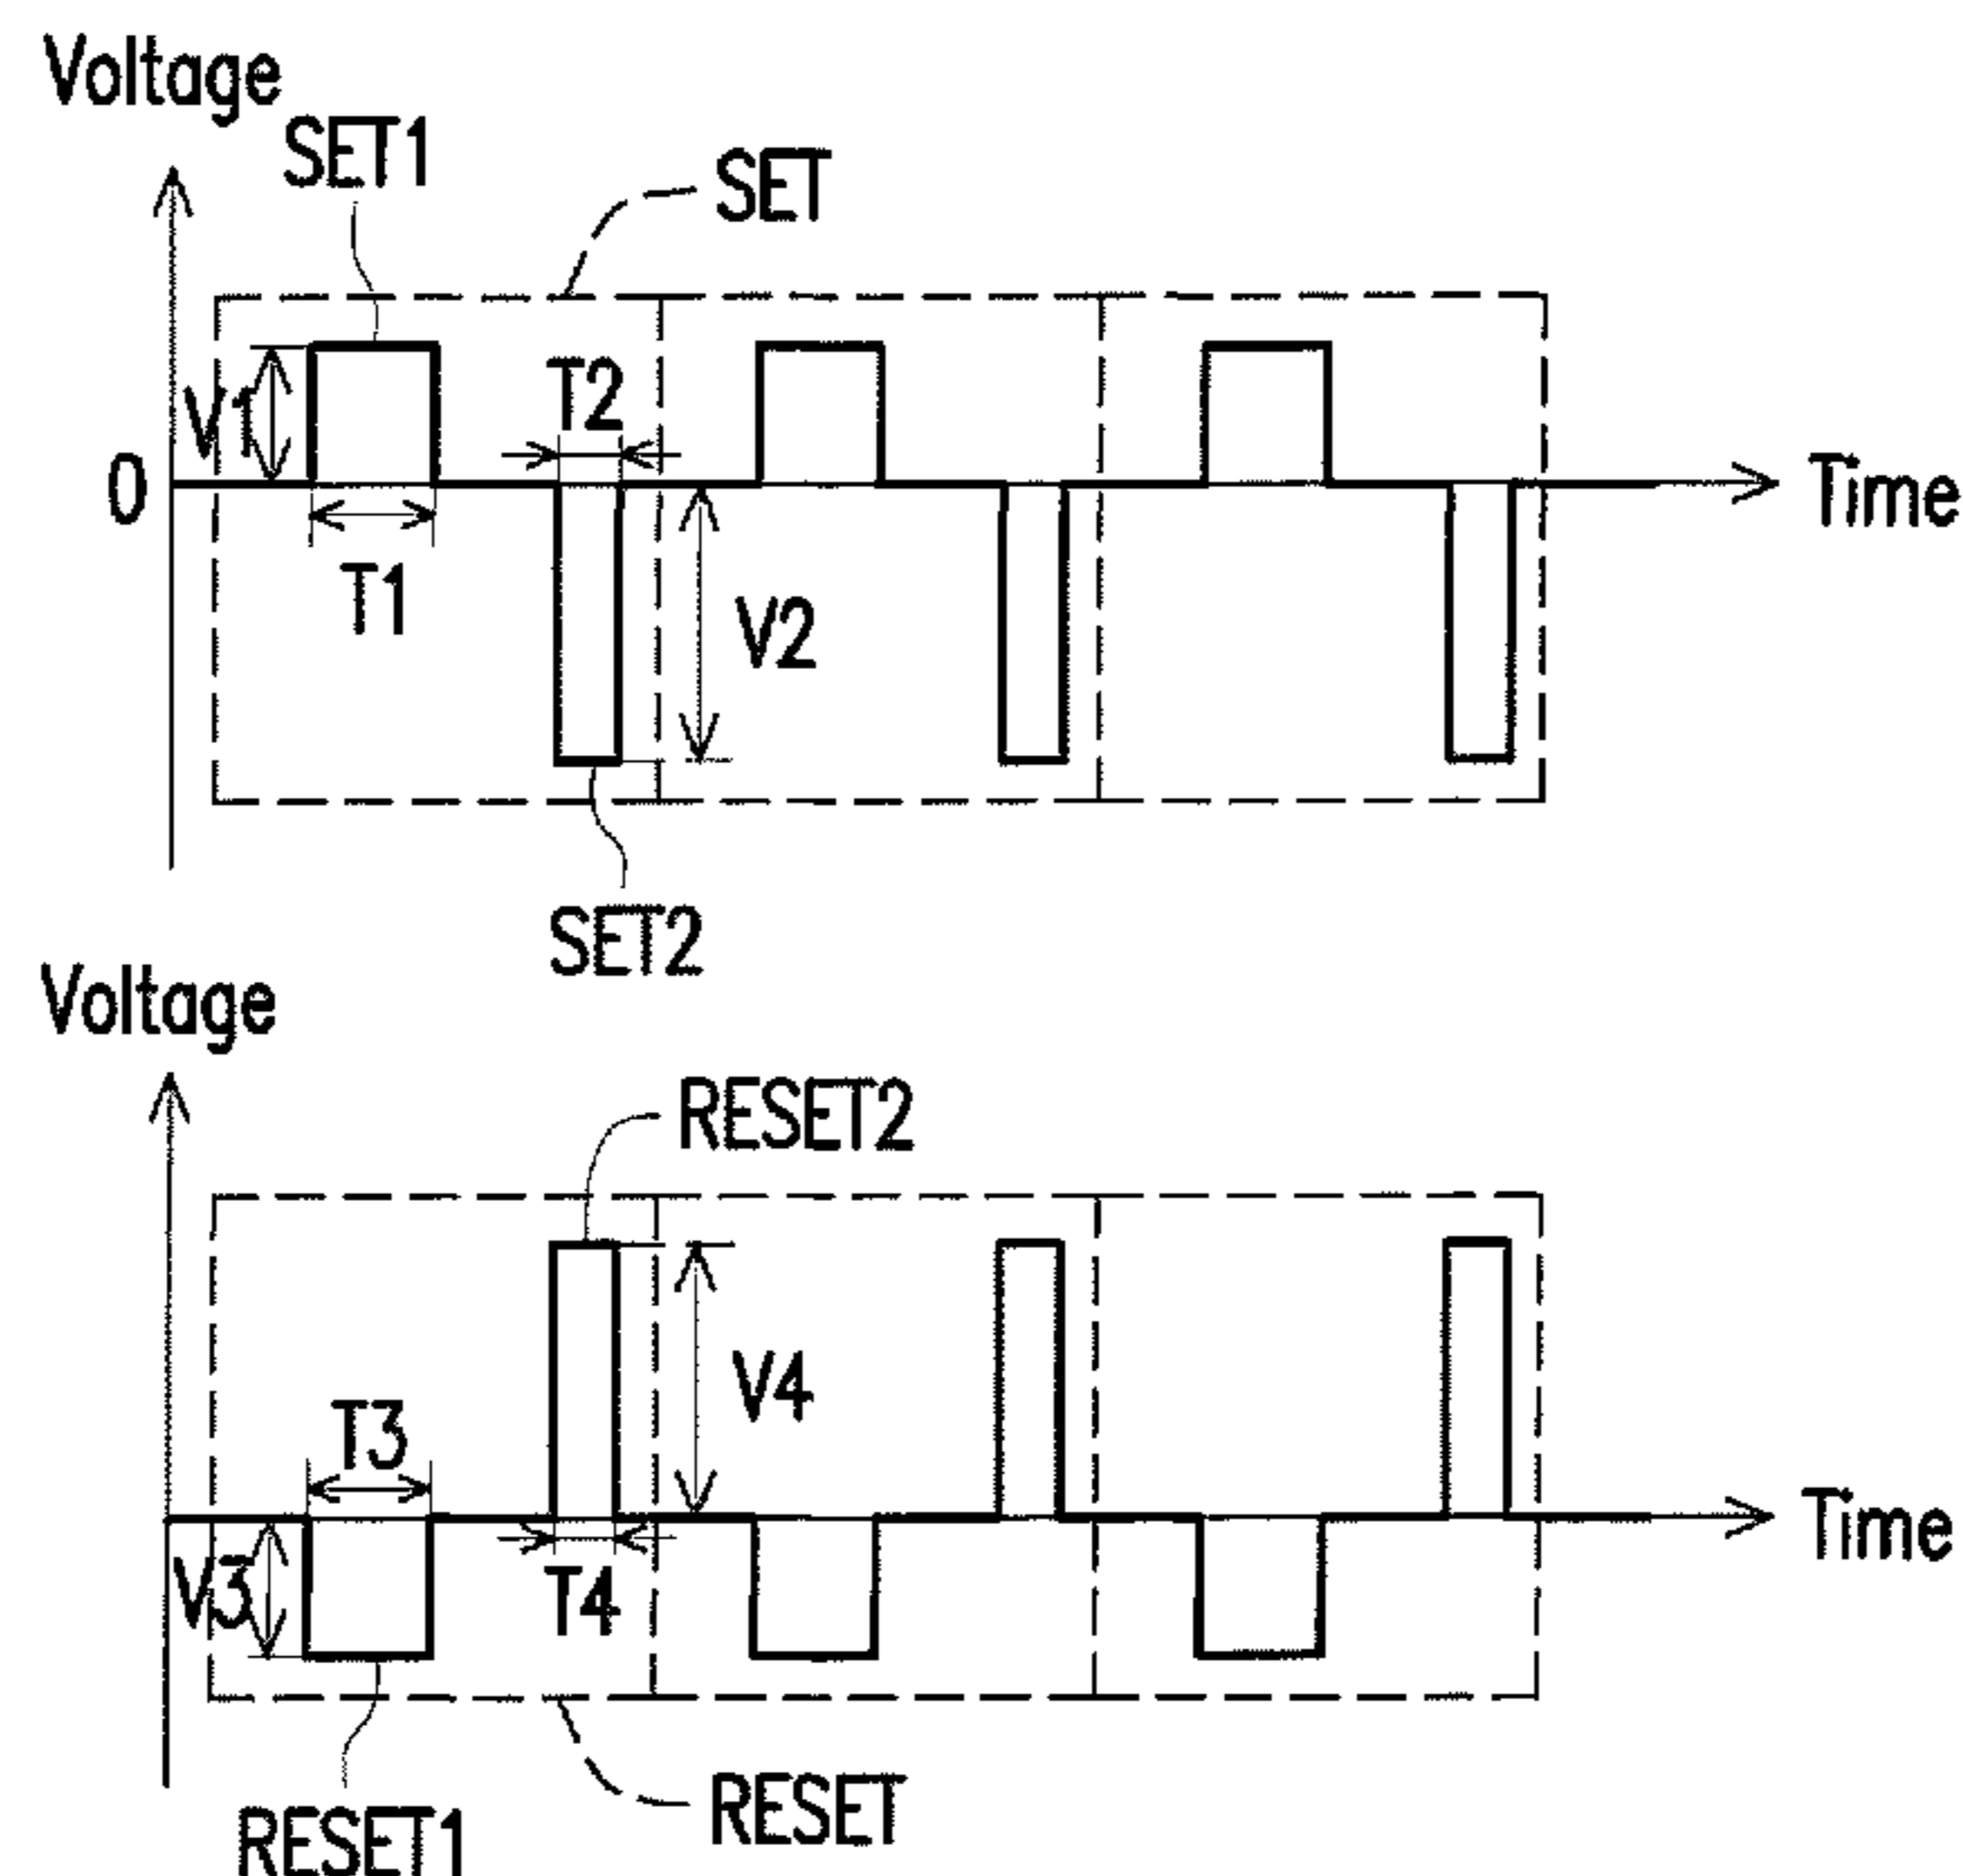 Voltage
SET1
SET
V1
T2
0
Time
T1
V2
SET2
Voltage
RESET2
V4
T3
Time
V3
T4
RESET
RESET1